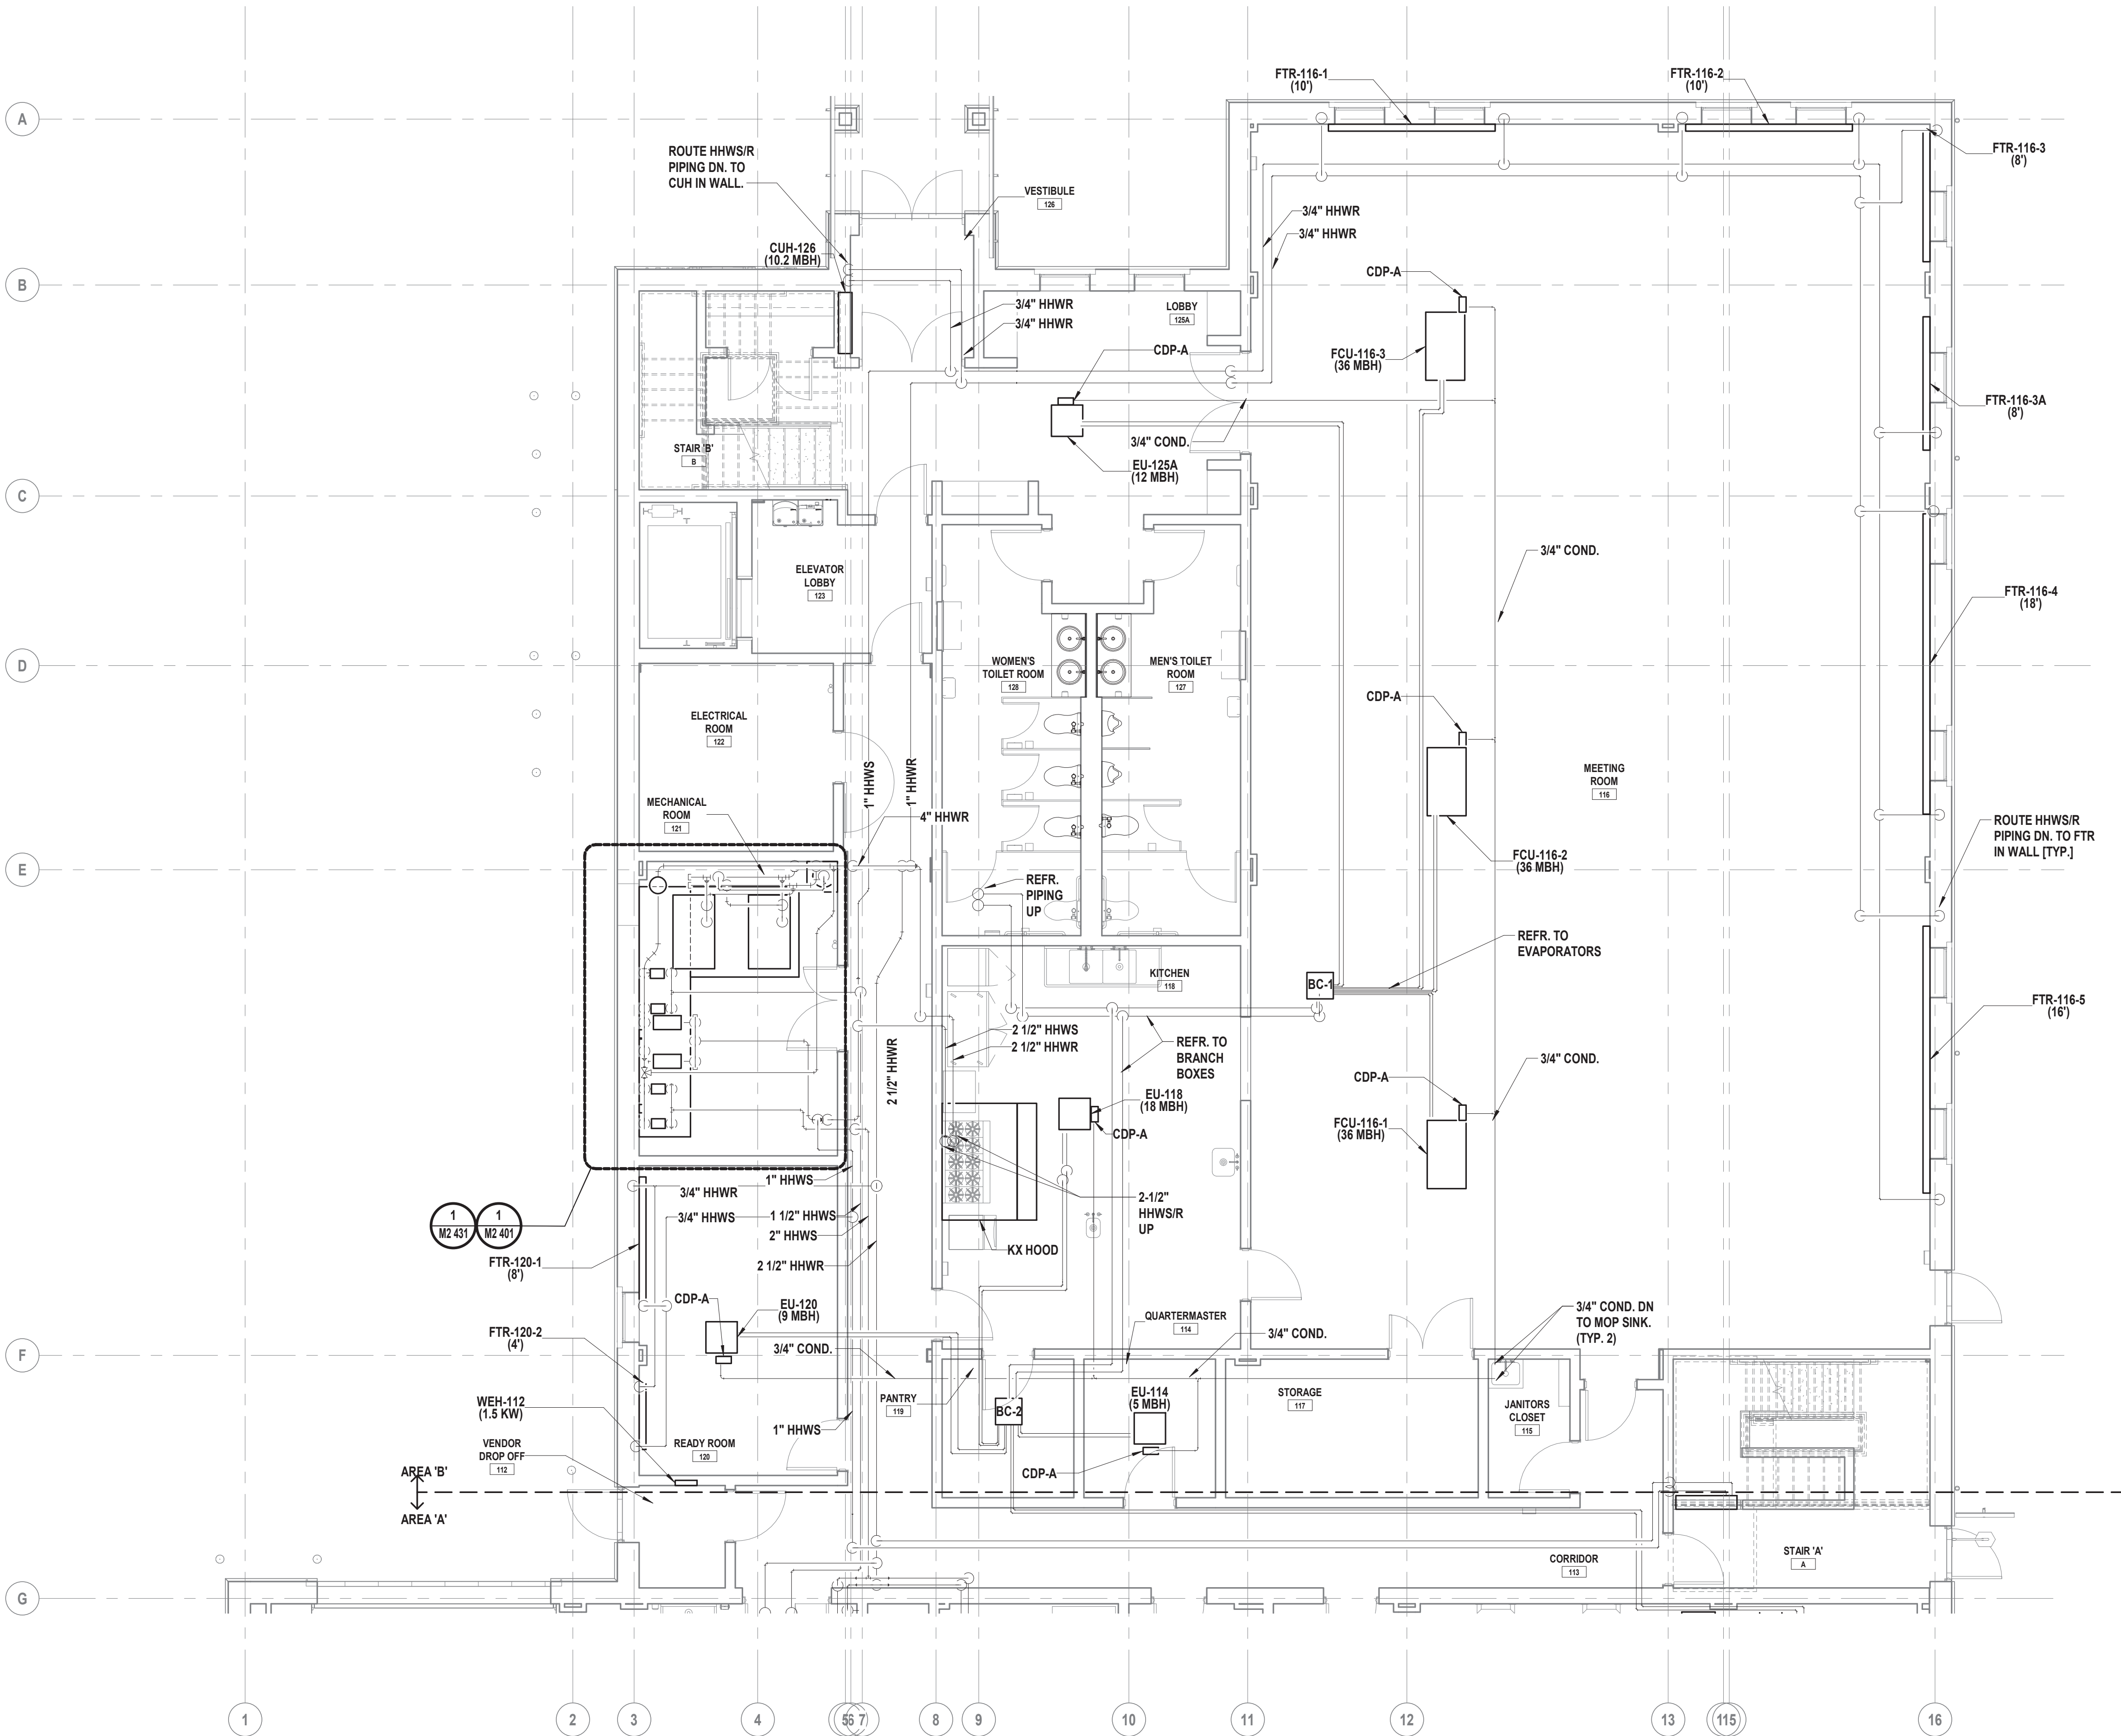 FTR-116-1
(10')
FTR-116-2
(10')
A
ROUTE HHWS/R
PIPING DN. TO
CUH IN WALL.
FTR-116-3
(8')
VESTIBULE
126
3/4" HHWR
3/4" HHWR
CUH-126
(10.2 MBH)
CDP-A
B
3/4" HHWR
3/4" HHWR
LOBBY
125A
CDP-A
FCU-116-3
(36 MBH)
FTR-116-3A
(8')
STAIR 'B'
B
3/4" COND.
EU-125A
(12 MBH)
C
3/4" COND.
ELEVATOR
LOBBY
123
FTR-116-4
(18')
D
WOMEN'S
TOILET ROOM
128
MEN'S TOILET
ROOM
127
CDP-A
ELECTRICAL
ROOM
122
1" HHWS
1" HHWR
MEETING
ROOM
116
MECHANICAL
ROOM
121
4" HHWR
ROUTE HHWS/R
PIPING DN. TO FTR
IN WALL [TYP.]
E
FCU-116-2
(36 MBH)
REFR.
PIPING
UP
REFR. TO
EVAPORATORS
KITCHEN
118
BC-1
FTR-116-5
(16')
2 1/2" HHWS
2 1/2" HHWR
REFR. TO
BRANCH
BOXES
2 1/2" HHWR
3/4" COND.
CDP-A
EU-118
(18 MBH)
CDP-A
FCU-116-1
(36 MBH)
1" HHWS
3/4" HHWR
3/4" HHWS
1 1/2" HHWS
2" HHWS
2 1/2" HHWR
2-1/2"
HHWS/R
UP
1
M2 431
1
M2 401
KX HOOD
FTR-120-1
(8')
CDP-A
EU-120
(9 MBH)
QUARTERMASTER
114
3/4" COND. DN
TO MOP SINK.
(TYP. 2)
FTR-120-2
(4')
3/4" COND.
3/4" COND.
F
PANTRY
119
EU-114
(5 MBH)
STORAGE
117
JANITORS
CLOSET
115
WEH-112
(1.5 KW)
BC-2
1" HHWS
VENDOR
DROP OFF
112
READY ROOM
120
CDP-A
AREA 'B'
AREA 'A'
CORRIDOR
113
STAIR 'A'
A
G
1
2
3
4
5
6
7
8
9
10
11
12
13
15
16